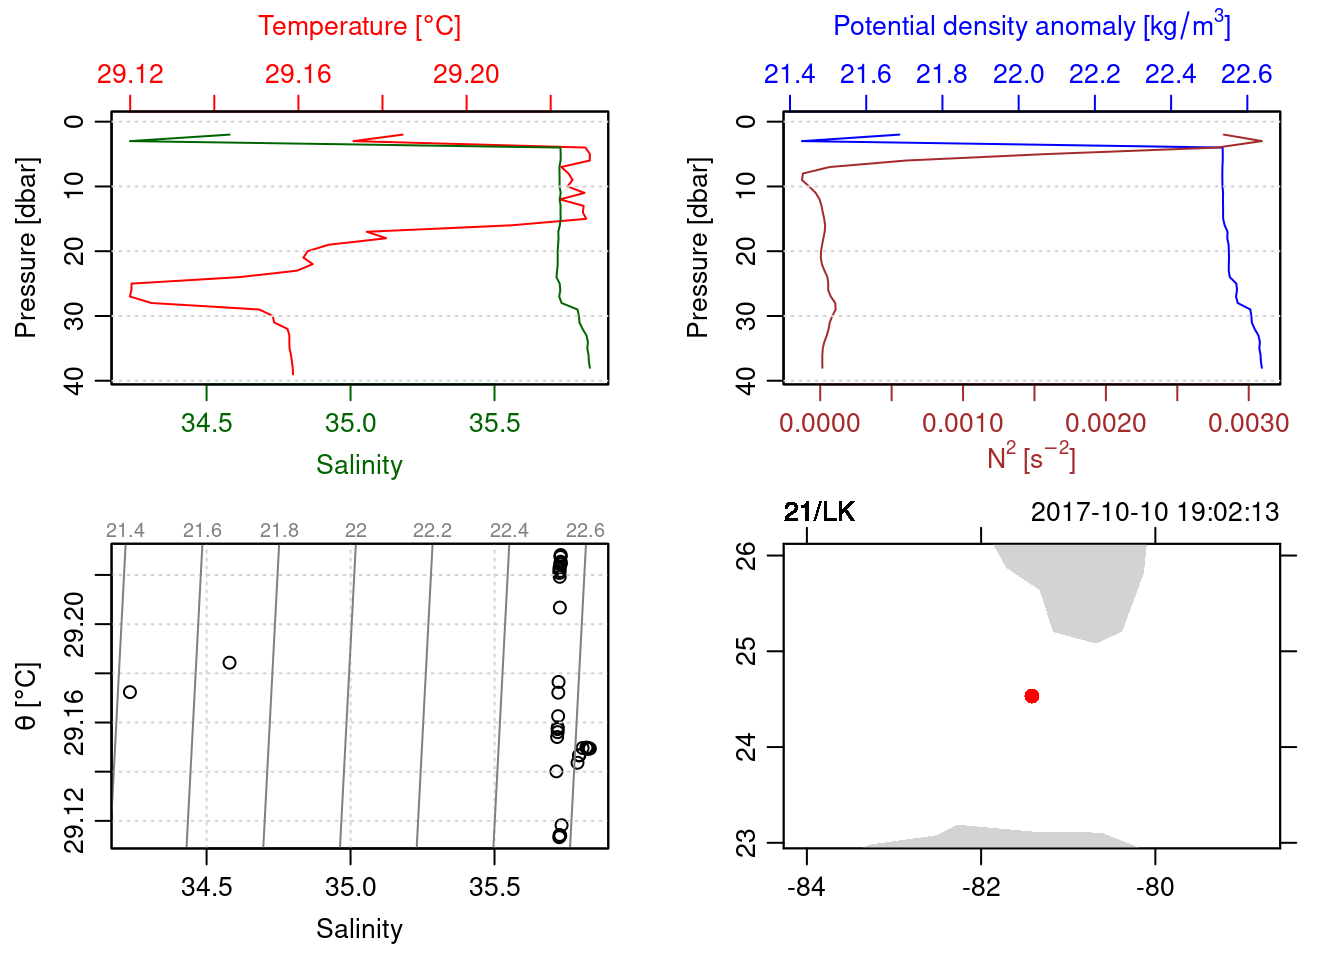 Temperature [°C]
29.12 29.16 29.20
0 10 20 30 40
Pressure [dbar]
34.5 35.0 35.5
Salinity
Potential density anomaly [kg/m³]
21.4 21.6 21.8 22.0 22.2 22.4 22.6
0 10 20 30 40
Pressure [dbar]
0.0000 0.0010 0.0020 0.0030
N² [s⁻²]
21.4 21.6 21.8 22 22.2 22.4 22.6
29.20 29.16 29.12
θ [°C]
34.5 35.0 35.5
Salinity
21/LK 2017-10-10 19:02:13
26 25 24 23
-84 -82 -80